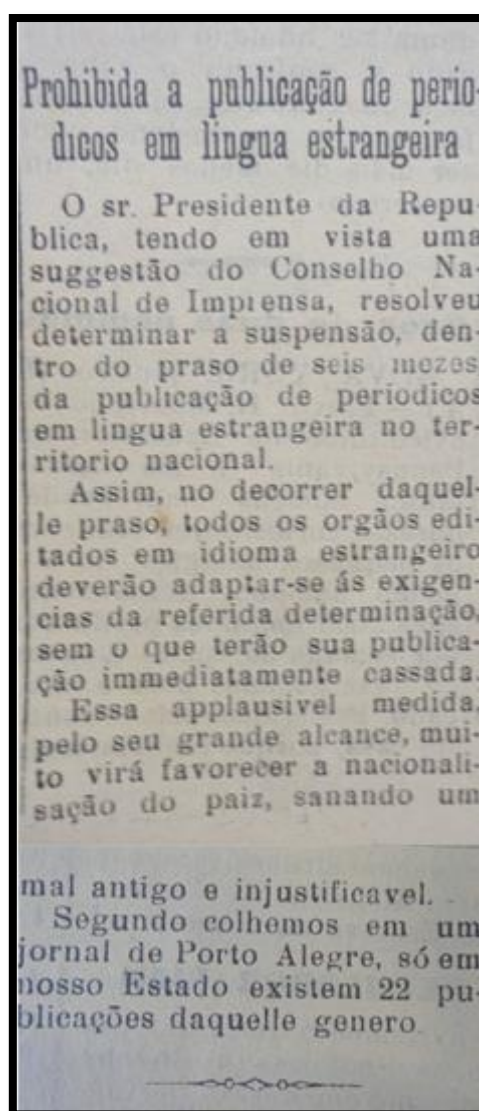 Prohibida a publicação de perio-
dicos em lingua estrangeira
O sr. Presidente da Repu-
blica, tendo em vista uma
suggestão do Conselho Na-
cional de Imprensa, resolveu
determinar a suspensão, den-
tro do praso de seis mezes,
da publicação de periodicos
em lingua estrangeira no ter-
ritorio nacional.
Assim, no decorrer daquel-
le praso, todos os orgãos edi-
tados em idioma estrangeiro
deverão adaptar-se ás exigen-
cias da referida determinação,
sem o que terão sua publica-
ção immediatamente cassada.
Essa applausivel medida,
pelo seu grande alcance, mui-
to virá favorecer a nacionali-
sação do paiz, sanando um
mal antigo e injustificavel.
Segundo colhemos em um
jornal de Porto Alegre, só em
nosso Estado existem 22 pu-
blicações daquelle genero.